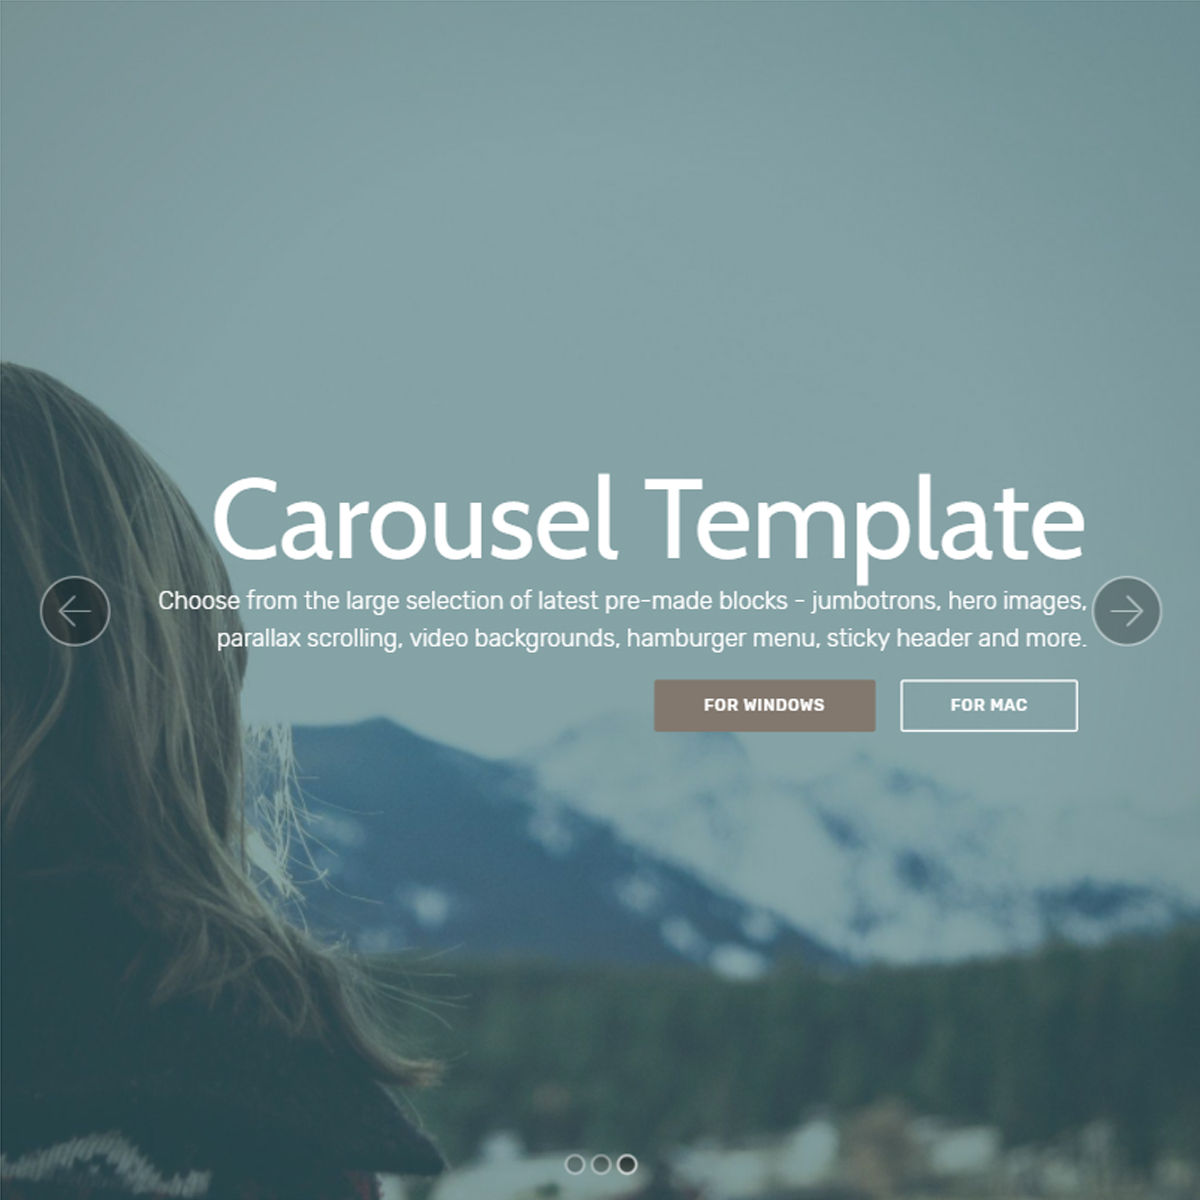 Carousel Template
Choose from the large selection of latest pre-made blocks - jumbotrons, hero images,
parallax scrolling, video backgrounds, hamburger menu, sticky header and more.
FOR WINDOWS
FOR MAC